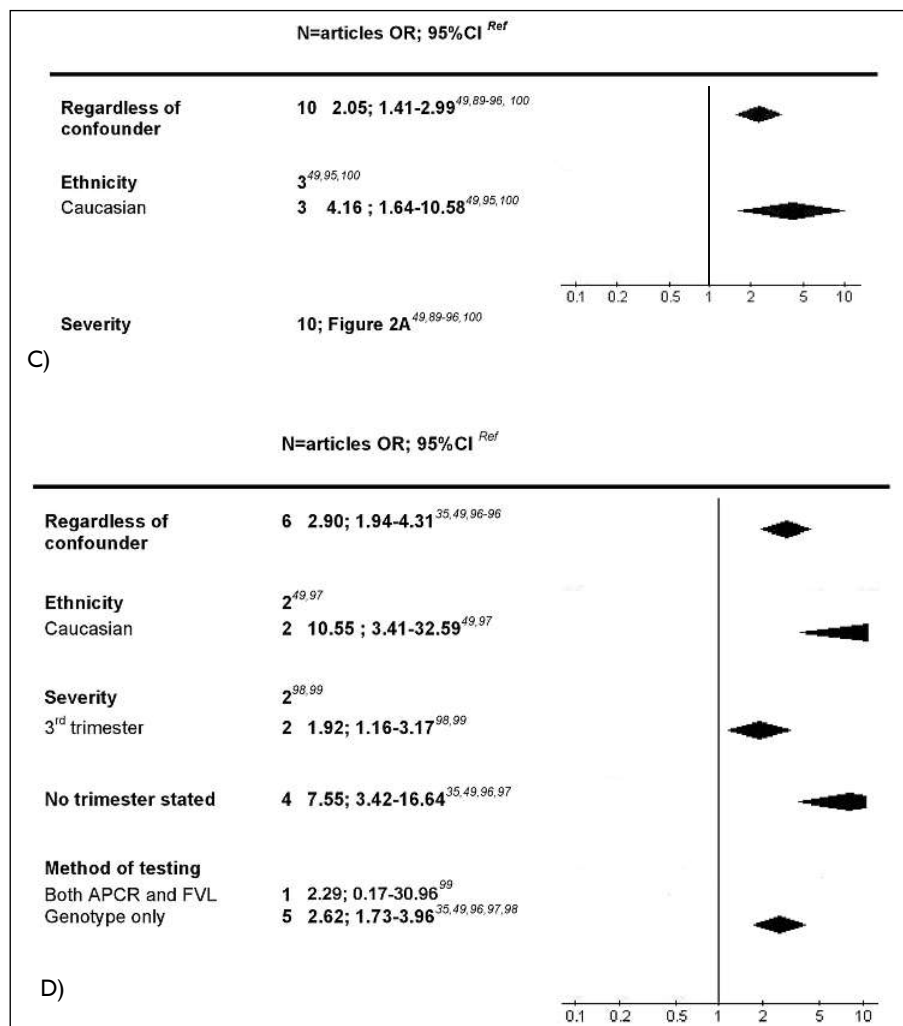 N=articles OR; 95%CI Ref
Regardless of confounder 10 2.05; 1.41-2.99 49,89-96, 100
Ethnicity 3 49,95,100
Caucasian 3 4.16 ; 1.64-10.58 49,95,100
0.1 0.2 0.5 1 2 5 10
Severity 10; Figure 2A 49,89-96,100
C)
N=articles OR; 95%CI Ref
Regardless of confounder 6 2.90; 1.94-4.31 35,49,96-96
Ethnicity 2 49,97
Caucasian 2 10.55 ; 3.41-32.59 49,97
Severity 2 98,99
3rd trimester 2 1.92; 1.16-3.17 98,99
No trimester stated 4 7.55; 3.42-16.64 35,49,96,97
Method of testing
Both APCR and FVL 1 2.29; 0.17-30.96 99
Genotype only 5 2.62; 1.73-3.96 35,49,96,97,98
D)
0.1 0.2 0.5 1 2 5 10